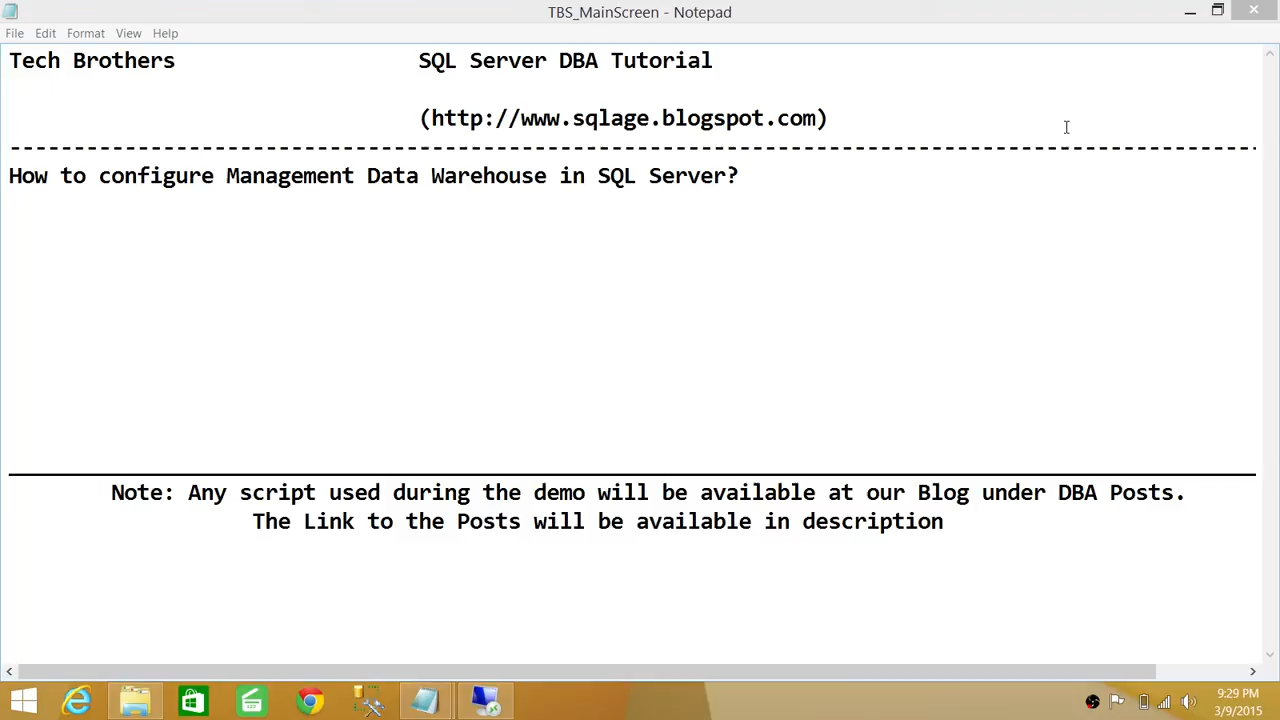 TBS_MainScreen - Notepad
File Edit Format View Help
Tech Brothers SQL Server DBA Tutorial
(http://www.sqlage.blogspot.com)
How to configure Management Data Warehouse in SQL Server?
Note: Any script used during the demo will be available at our Blog under DBA Posts.
The Link to the Posts will be available in description
9:29 PM
3/9/2015